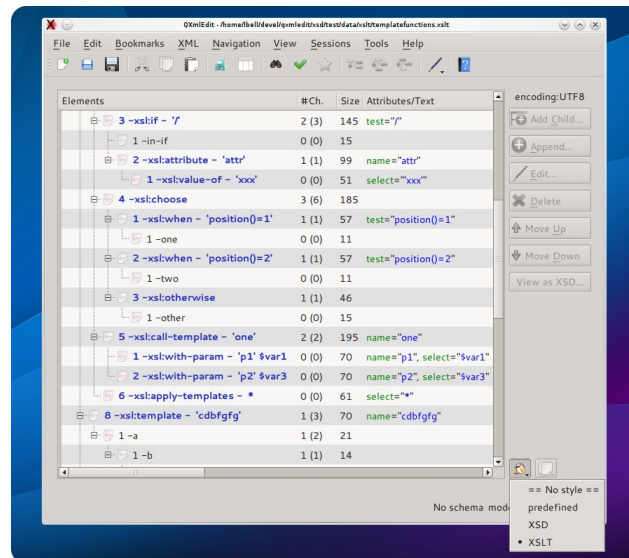 QXmlEdit - /home/lbell/devel/qxmledit/xsd/test/data/xslt/templatefunctions.xslt
File Edit Bookmarks XML Navigation View Sessions Tools Help
Elements #Ch. Size Attributes/Text
encoding:UTF8
3 -xsl:if - '/' 2 (3) 145 test="/"
Add Child...
1 -in-if 0 (0) 15
Append...
2 -xsl:attribute - 'attr' 1 (1) 99 name="attr"
Edit...
1 -xsl:value-of - 'xxx' 0 (0) 51 select="'xxx'"
Delete
4 -xsl:choose 3 (6) 185
Move Up
1 -xsl:when - 'position()=1' 1 (1) 57 test="position()=1"
Move Down
1 -one 0 (0) 11
2 -xsl:when - 'position()=2' 1 (1) 57 test="position()=2"
View as XSD...
1 -two 0 (0) 11
3 -xsl:otherwise 1 (1) 46
1 -other 0 (0) 15
5 -xsl:call-template - 'one' 2 (2) 195 name="one"
1 -xsl:with-param - 'p1' $var1 0 (0) 70 name="p1", select="$var1"
2 -xsl:with-param - 'p2' $var3 0 (0) 70 name="p2", select="$var3"
6 -xsl:apply-templates - * 0 (0) 61 select="*"
8 -xsl:template - 'cdbfgfg' 1 (3) 70 name="cdbfgfg"
1 -a 1 (2) 21
1 -b 1 (1) 14
No schema mod
== No style ==
predefined
XSD
• XSLT